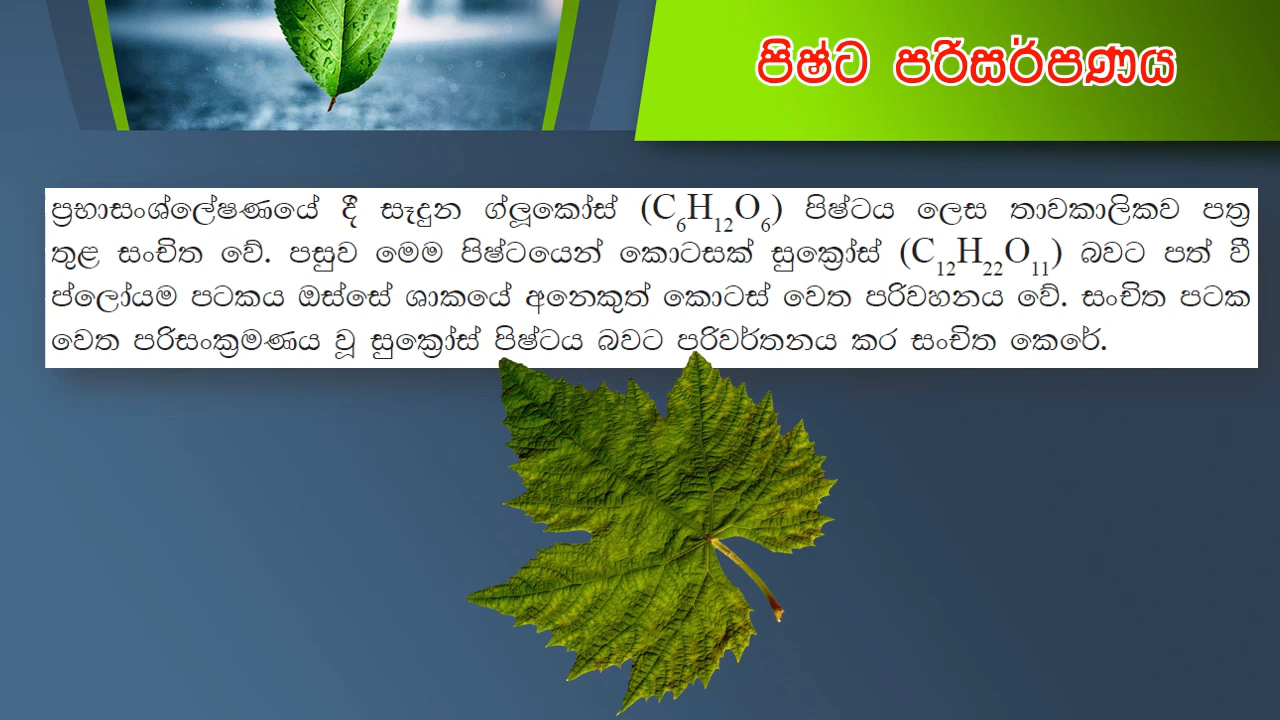 පිෂ්ට පරිසර්පණය
ප්‍රභාසංශ්ලේෂණයේ දී සෑදුන ග්ලූකෝස් (C₆H₁₂O₆) පිෂ්ටය ලෙස තාවකාලිකව පත්‍ර
තුළ සංචිත වේ. පසුව මෙම පිෂ්ටයෙන් කොටසක් සුක්‍රෝස් (C₁₂H₂₂O₁₁) බවට පත් වී
ප්ලෝයම පටකය ඔස්සේ ශාකයේ අනෙකුත් කොටස් වෙත පරිවහනය වේ. සංචිත පටක
වෙත පරිසංක්‍රමණය වූ සුක්‍රෝස් පිෂ්ටය බවට පරිවර්තනය කර සංචිත කෙරේ.